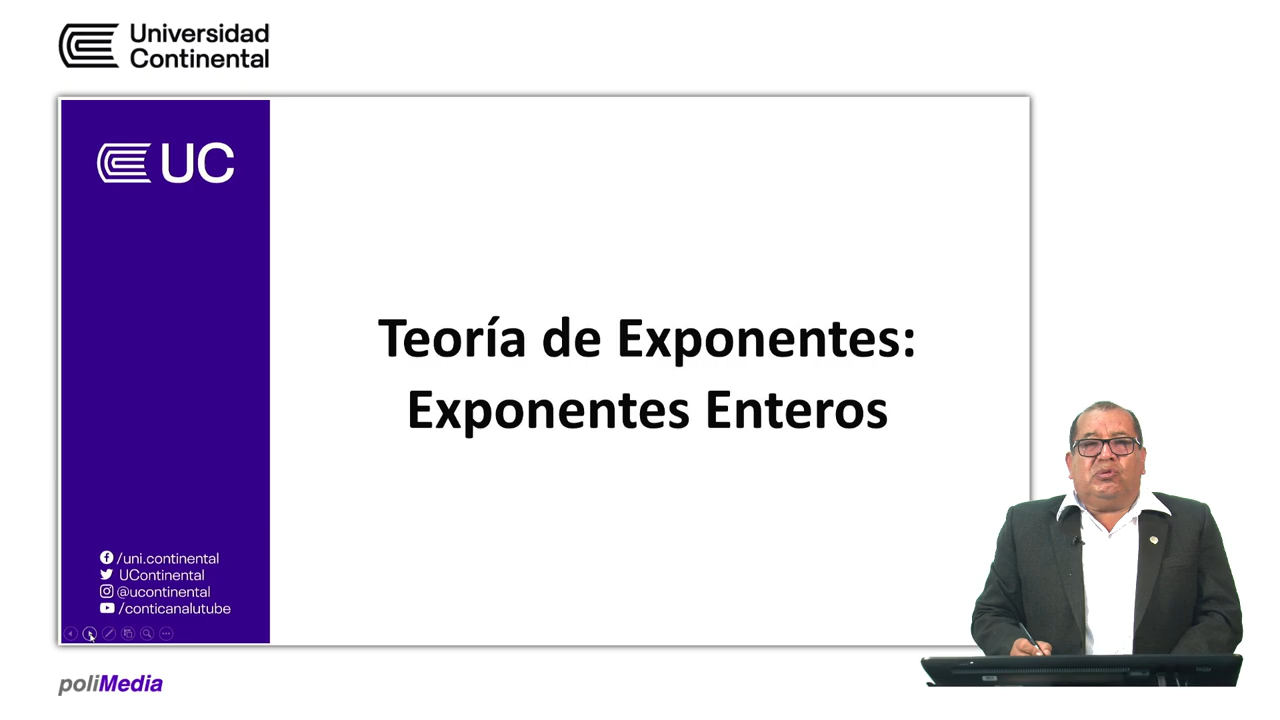 Universidad
Continental
UC
Teoría de Exponentes:
Exponentes Enteros
/uni.continental
UContinental
@ucontinental
/conticanalutube
poliMedia